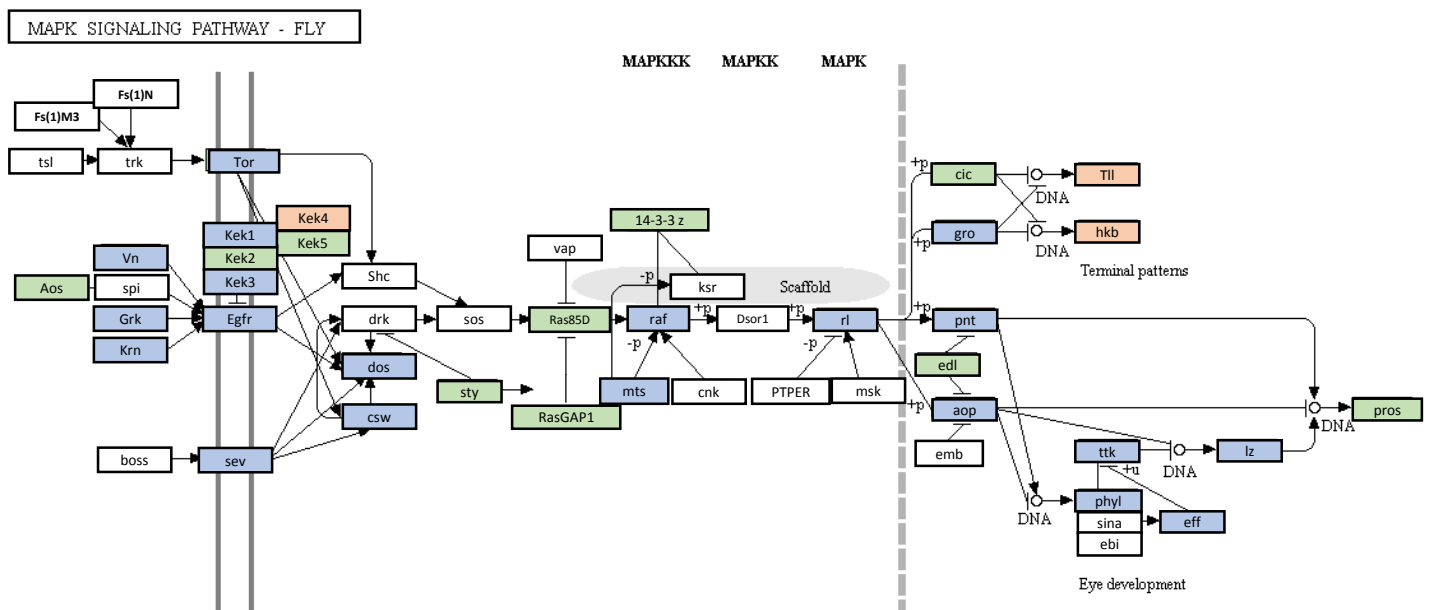 MAPK SIGNALING PATHWAY - FLY
MAPKKK MAPKK MAPK
Fs(1)N
Fs(1)M3
tsl
trk
Tor
Kek4
Kek1
Kek5
Kek2
Kek3
Vn
Aos
spi
Grk
Egfr
Krn
Shc
drk
sos
dos
csw
sty
boss
sev
vap
Ras85D
RasGAP1
14-3-3 z
-p
ksr
Scaffold
raf
+p
Dsor1
+p
rl
-p
-p
mts
cnk
PTPER
msk
+p
cic
DNA
Tll
+p
gro
DNA
hkb
Terminal patterns
+p
pnt
edl
+p
aop
emb
DNA
pros
ttk
+u
DNA
lz
DNA
phyl
sina
ebi
eff
Eye development